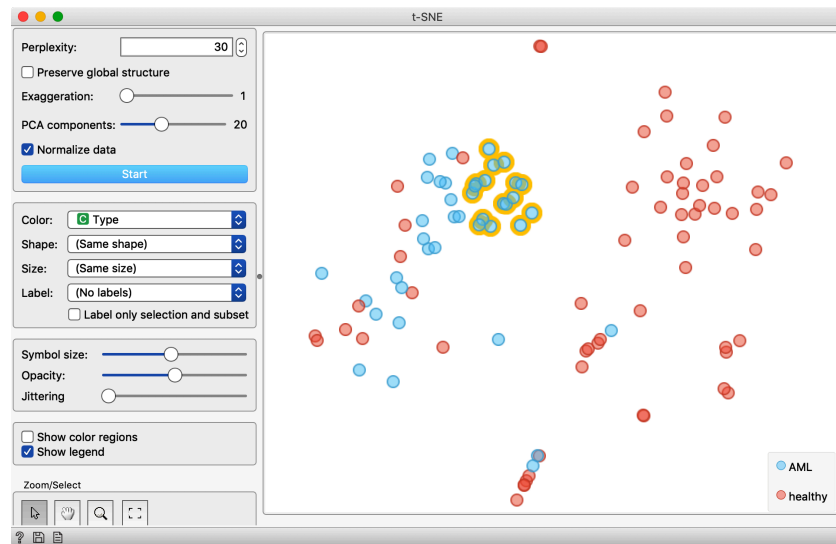 t-SNE
Perplexity: 30
Preserve global structure
Exaggeration: 1
PCA components: 20
Normalize data
Start
Color: C Type
Shape: (Same shape)
Size: (Same size)
Label: (No labels)
Label only selection and subset
Symbol size:
Opacity:
Jittering
Show color regions
Show legend
Zoom/Select
AML
healthy
?